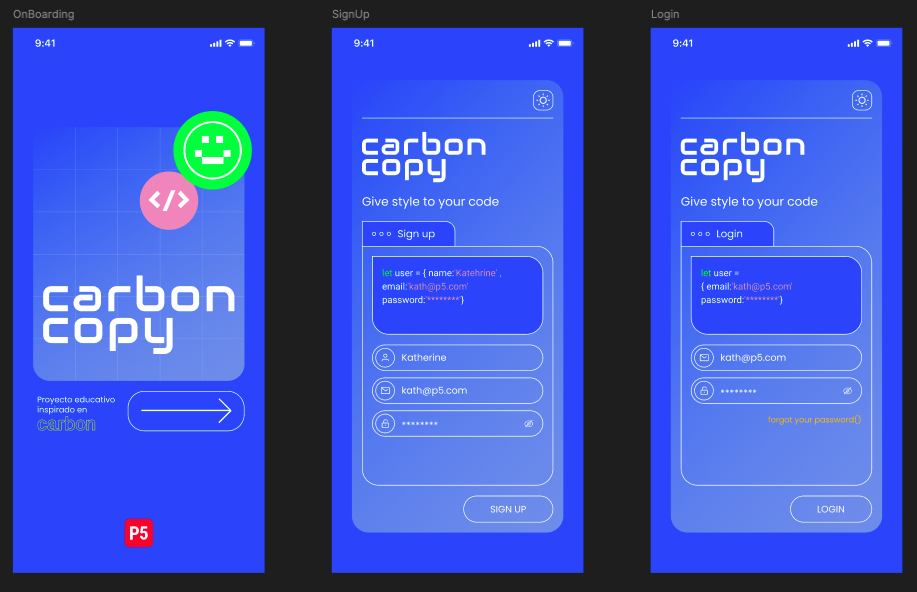 OnBoarding
9:41
</>
carbon
copy
Proyecto educativo
inspirado en
carbon
P5
SignUp
9:41
carbon
copy
Give style to your code
Sign up
let user = { name:'Katehrine' ,
email:'kath@p5.com'
password:'********'}
Katherine
kath@p5.com
********
SIGN UP
Login
9:41
carbon
copy
Give style to your code
Login
let user =
{ email:'kath@p5.com'
password:'********'}
kath@p5.com
********
forgot your password{}
LOGIN